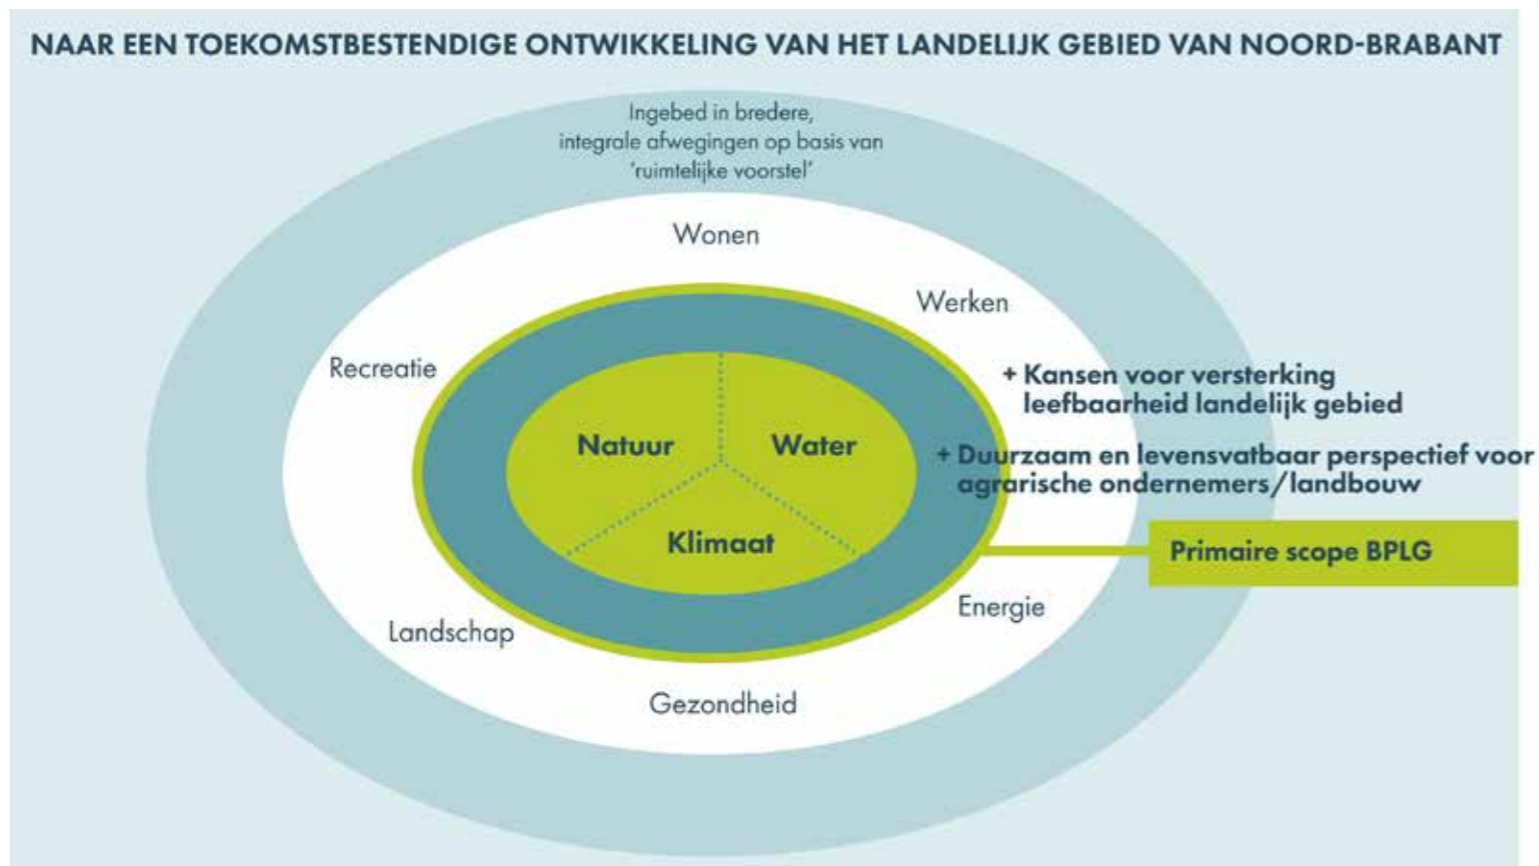 NAAR EEN TOEKOMSTBESTENDIGE ONTWIKKELING VAN HET LANDELIJK GEBIED VAN NOORD-BRABANT
Ingebed in bredere,
integrale afwegingen op basis van
‘ruimtelijke voorstel’
Wonen
Werken
Recreatie
+ Kansen voor versterking
leefbaarheid landelijk gebied
Natuur
Water
+ Duurzaam en levensvatbaar perspectief voor
agrarische ondernemers/landbouw
Klimaat
Primaire scope BPLG
Energie
Landschap
Gezondheid